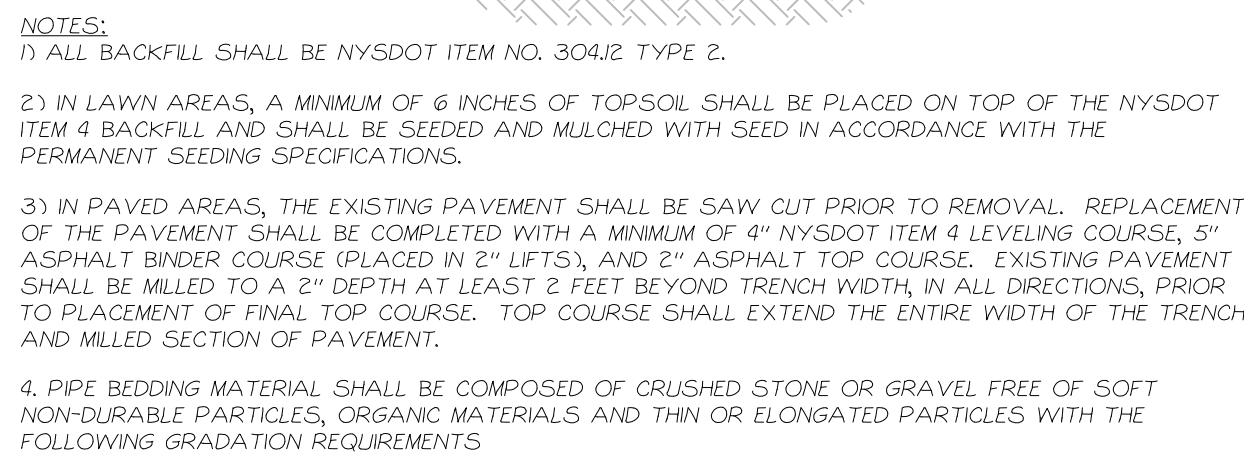 NOTES:
1) ALL BACKFILL SHALL BE NYSDOT ITEM NO. 304.12 TYPE 2.
2) IN LAWN AREAS, A MINIMUM OF 6 INCHES OF TOPSOIL SHALL BE PLACED ON TOP OF THE NYSDOT
ITEM 4 BACKFILL AND SHALL BE SEEDED AND MULCHED WITH SEED IN ACCORDANCE WITH THE
PERMANENT SEEDING SPECIFICATIONS.
3) IN PAVED AREAS, THE EXISTING PAVEMENT SHALL BE SAW CUT PRIOR TO REMOVAL.  REPLACEMENT
OF THE PAVEMENT SHALL BE COMPLETED WITH A MINIMUM OF 4" NYSDOT ITEM 4 LEVELING COURSE, 5"
ASPHALT BINDER COURSE (PLACED IN 2" LIFTS), AND 2" ASPHALT TOP COURSE.  EXISTING PAVEMENT
SHALL BE MILLED TO A 2" DEPTH AT LEAST 2 FEET BEYOND TRENCH WIDTH, IN ALL DIRECTIONS, PRIOR
TO PLACEMENT OF FINAL TOP COURSE.  TOP COURSE SHALL EXTEND THE ENTIRE WIDTH OF THE TRENCH
AND MILLED SECTION OF PAVEMENT.
4. PIPE BEDDING MATERIAL SHALL BE COMPOSED OF CRUSHED STONE OR GRAVEL FREE OF SOFT
NON-DURABLE PARTICLES, ORGANIC MATERIALS AND THIN OR ELONGATED PARTICLES WITH THE
FOLLOWING GRADATION REQUIREMENTS